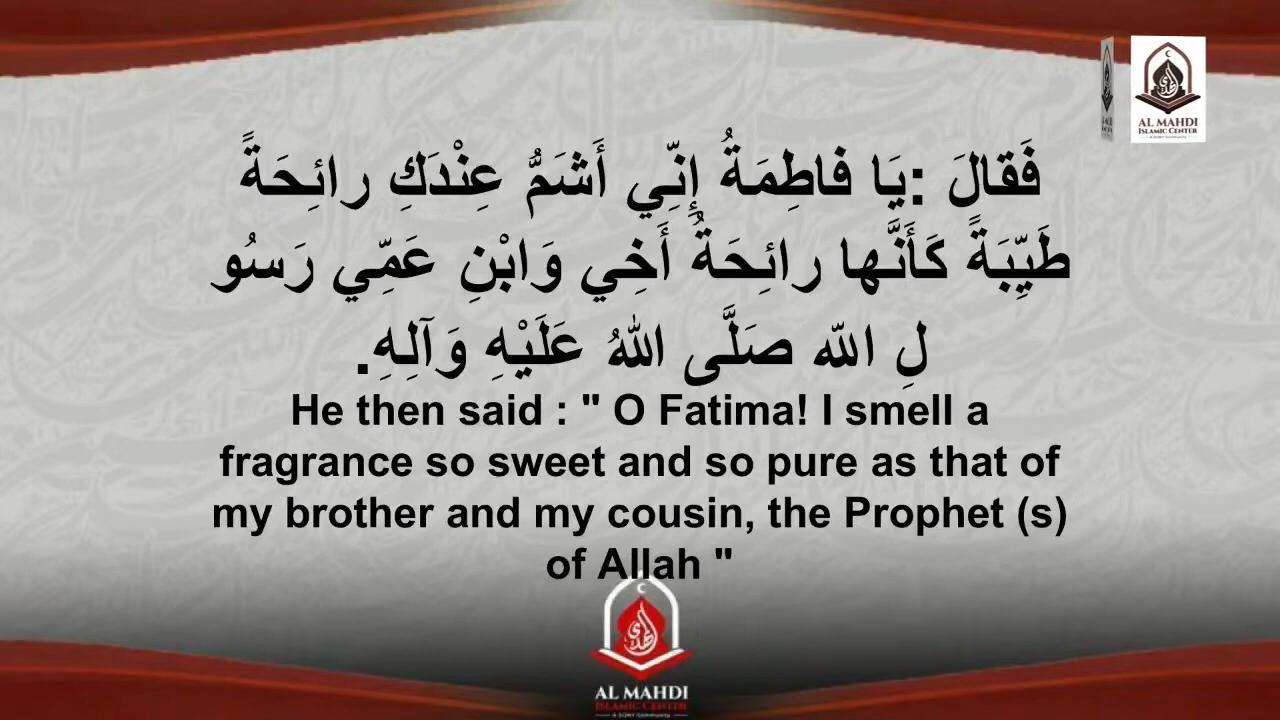 AL MAHDI
ISLAMIC CENTER
فَقالَ :يَا فاطِمَةُ إِنّي أَشَمُّ عِنْدَكِ رائِحَةً
طَيِّبَةً كَأَنَّها رائِحَةُ أَخِي وَابْنِ عَمِّي رَسُو
لِ اللّه صَلَّى اللهُ عَلَيْهِ وَآلِهِ.
He then said : " O Fatima! I smell a
fragrance so sweet and so pure as that of
my brother and my cousin, the Prophet (s)
of Allah "
AL MAHDI
ISLAMIC CENTER